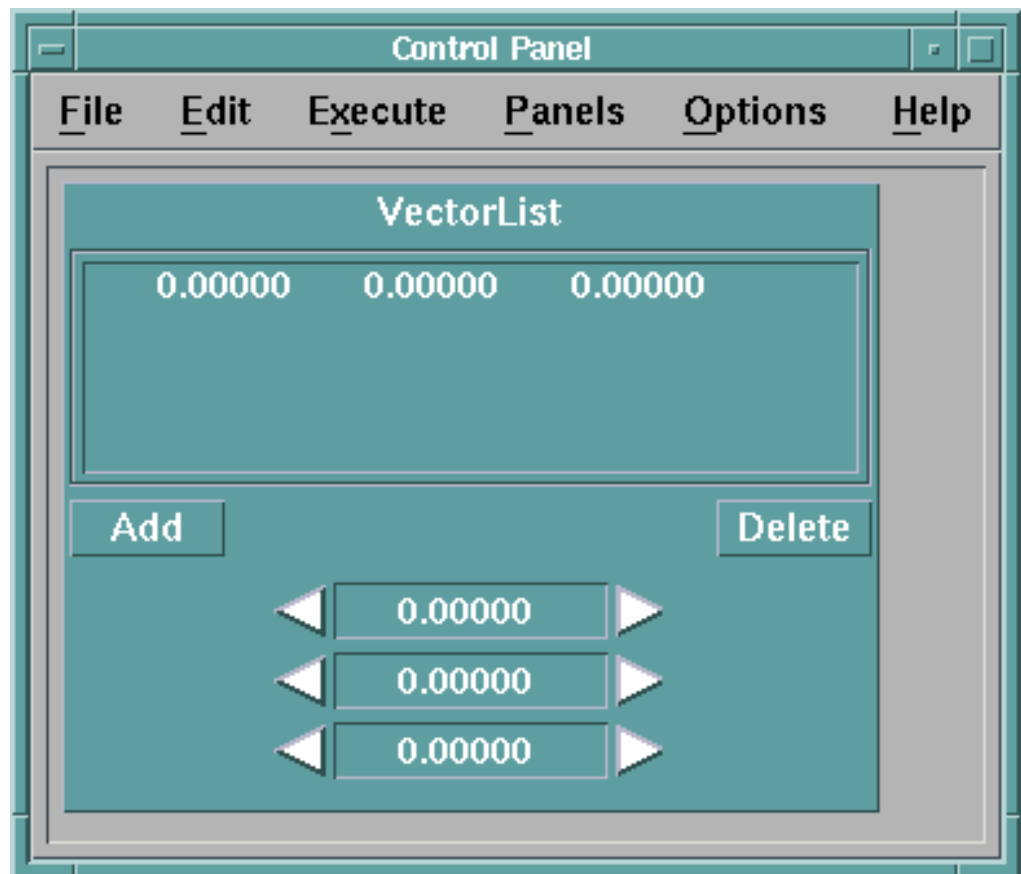 Control Panel
File Edit Execute Panels Options Help
VectorList
0.00000 0.00000 0.00000
Add Delete
0.00000
0.00000
0.00000